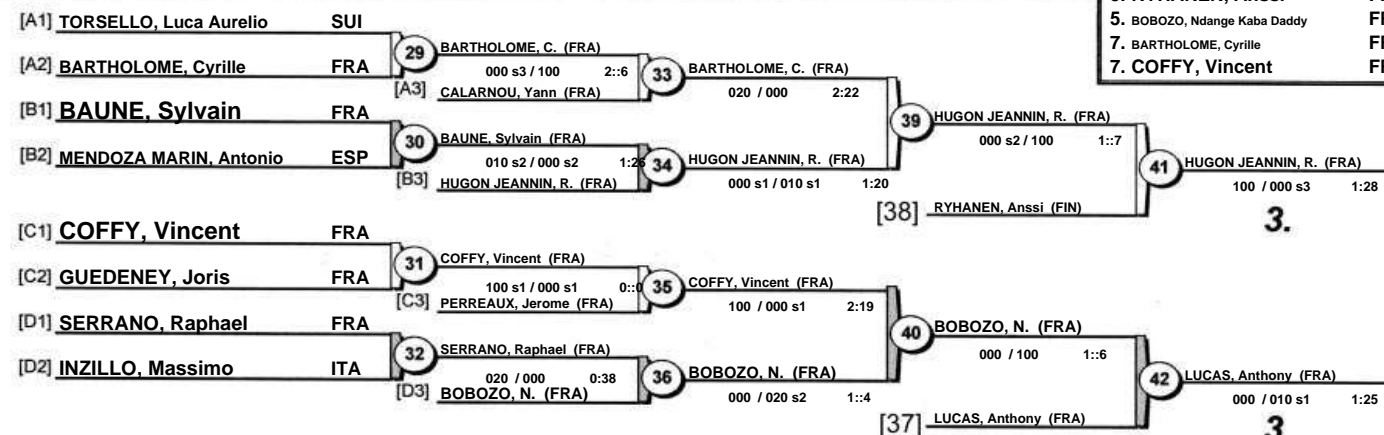 5. BOBOZO, Ndange Kaba Daddy
7. BARTHOLOME, Cyrille
7. COFFY, Vincent
[A1] TORSELLO, Luca Aurelio SUI
[A2] BARTHOLOME, Cyrille FRA
[B1] BAUNE, Sylvain FRA
[B2] MENDOZA MARIN, Antonio ESP
[C1] COFFY, Vincent FRA
[C2] GUEDENEY, Joris FRA
[D1] SERRANO, Raphael FRA
[D2] INZILLO, Massimo ITA
29
BARTHOLOME, C. (FRA)
000 s3 / 100 2::6
[A3] CALARNOU, Yann (FRA)
30
BAUNE, Sylvain (FRA)
010 s2 / 000 s2 1:26
[B3] HUGON JEANNIN, R. (FRA)
31
COFFY, Vincent (FRA)
100 s1 / 000 s1 0::0
[C3] PERREAUX, Jerome (FRA)
32
SERRANO, Raphael (FRA)
020 / 000 0:38
[D3] BOBOZO, N. (FRA)
33
BARTHOLOME, C. (FRA)
020 / 000 2:22
34
HUGON JEANNIN, R. (FRA)
000 s1 / 010 s1 1:20
35
COFFY, Vincent (FRA)
100 / 000 s1 2:19
36
BOBOZO, N. (FRA)
000 / 020 s2 1::4
39
HUGON JEANNIN, R. (FRA)
000 s2 / 100 1::7
[38] RYHANEN, Anssi (FIN)
40
BOBOZO, N. (FRA)
000 / 100 1::6
[37] LUCAS, Anthony (FRA)
41
HUGON JEANNIN, R. (FRA)
100 / 000 s3 1:28
3.
42
LUCAS, Anthony (FRA)
000 / 010 s1 1:25
3